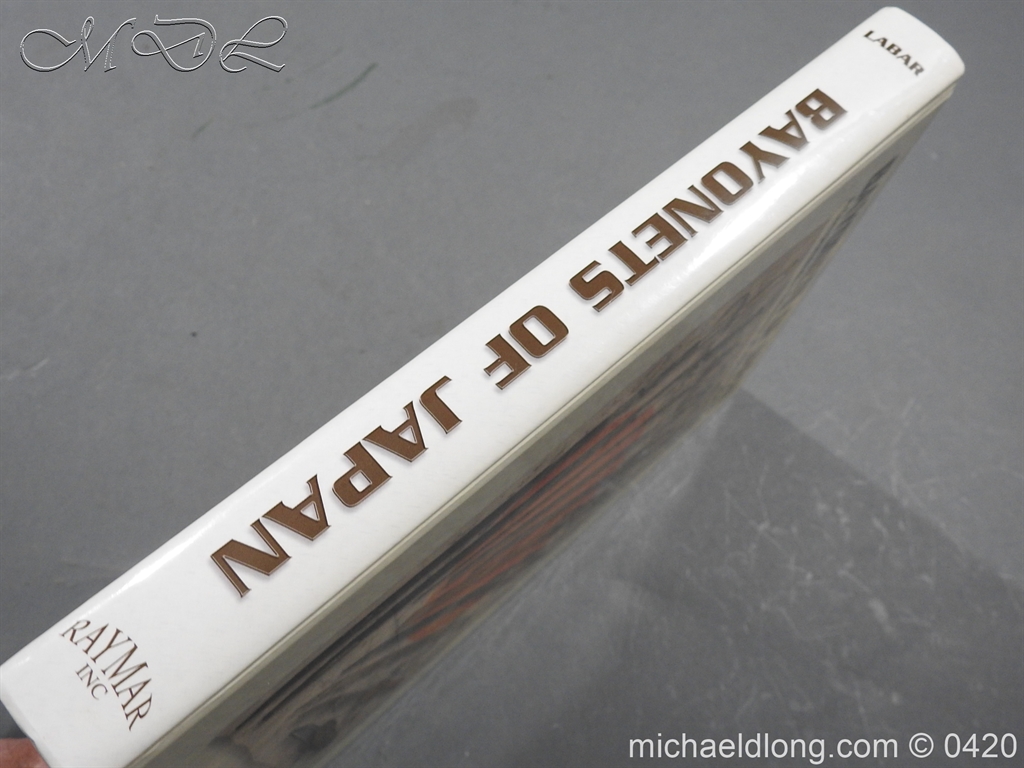 MDL
LABAR
BAYONETS OF JAPAN
RAYMAR
INC
michaeldlong.com © 0420